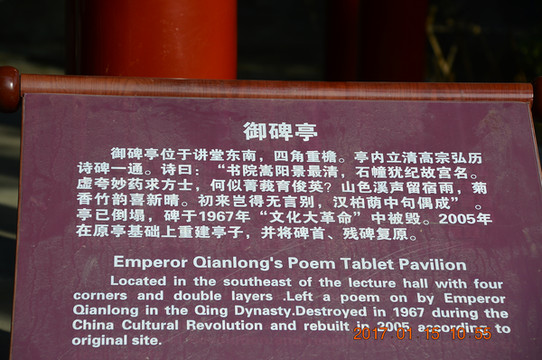 御碑亭
御碑亭位于讲堂东南，四角重檐。亭内立清高宗弘历
诗碑一通。诗曰：“书院嵩阳景最清，石幢犹纪故宫名。
虚夸妙药求方士，何似菁莪育俊英？山色溪声留宿雨，菊
香竹韵喜新晴。初来岂得无言别，汉柏荫中句偶成”。
亭已倒塌，碑于1967年“文化大革命”中被毁。2005年
在原亭基础上重建亭子，并将碑首、残碑复原。
Emperor Qianlong's Poem Tablet Pavilion
Located in the southeast of the lecture hall with four
corners and double layers .Left a poem on by Emperor
Qianlong in the Qing Dynasty.Destroyed in 1967 during the
China Cultural Revolution and rebuilt in 2005 according to
original site.
2017.01.15 10:55